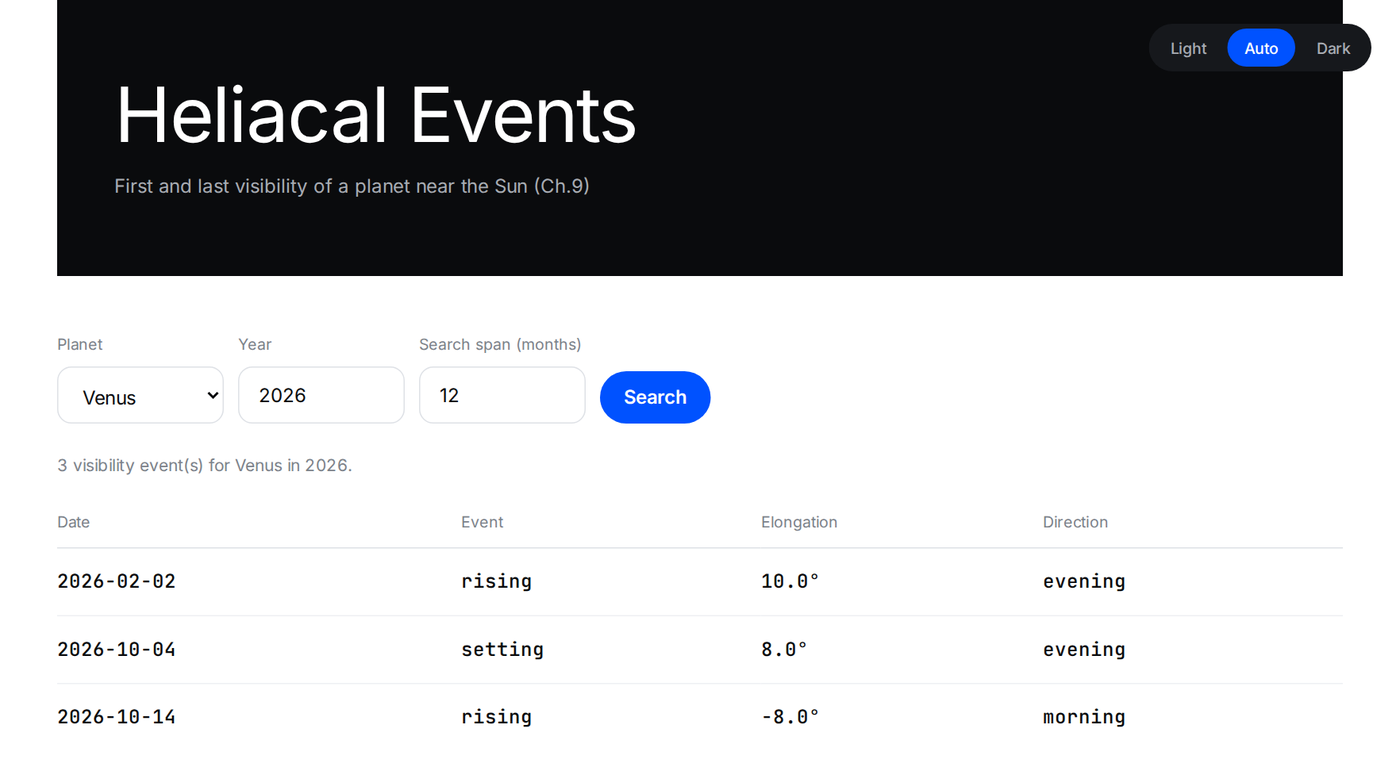 Light Auto Dark
Heliacal Events
First and last visibility of a planet near the Sun (Ch.9)
Planet Year Search span (months)
Venus 2026 12 Search
3 visibility event(s) for Venus in 2026.
Date Event Elongation Direction
2026-02-02 rising 10.0° evening
2026-10-04 setting 8.0° evening
2026-10-14 rising -8.0° morning